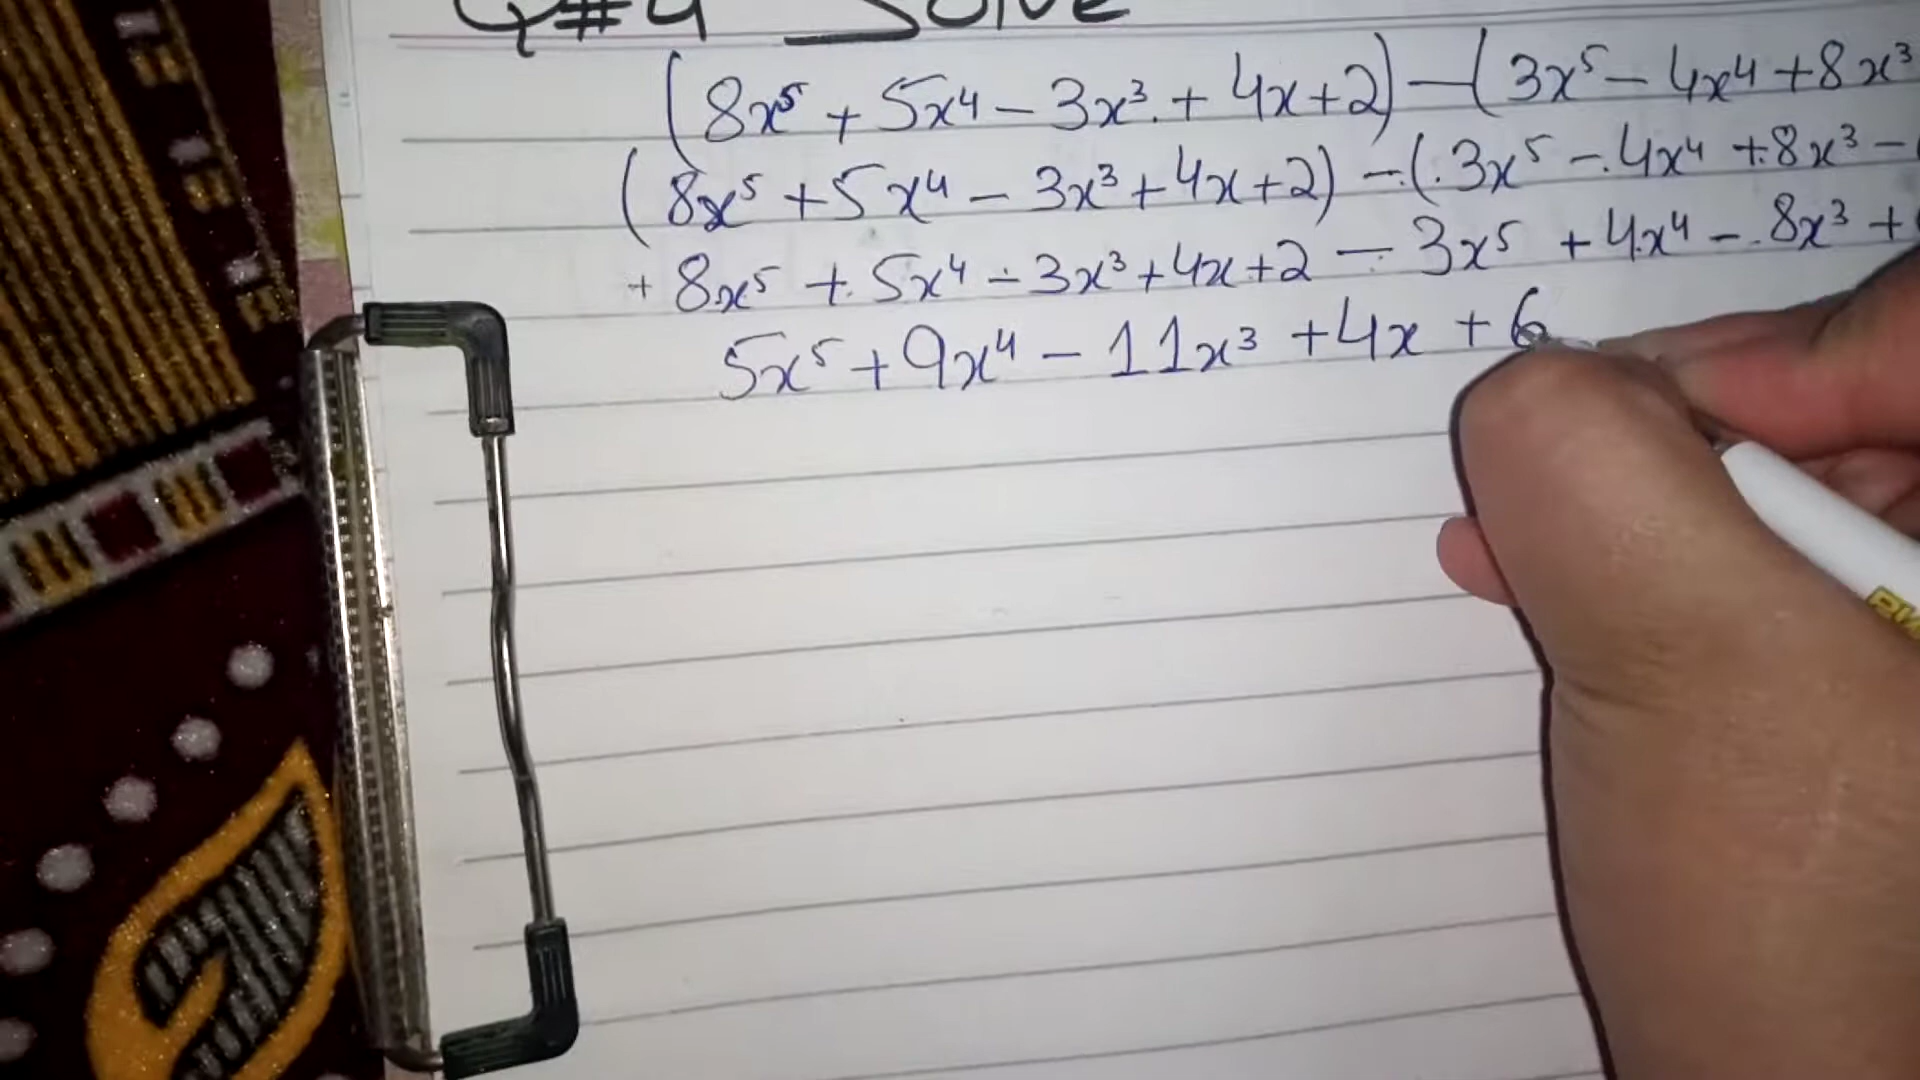 Q#4 Solve
(8x⁵ + 5x⁴ - 3x³ + 4x + 2) - (3x⁵ - 4x⁴ + 8x³
(8x⁵ + 5x⁴ - 3x³ + 4x + 2) - (3x⁵ - 4x⁴ + 8x³ -
+ 8x⁵ + 5x⁴ - 3x³ + 4x + 2 - 3x⁵ + 4x⁴ - 8x³ +
5x⁵ + 9x⁴ - 11x³ + 4x + 6